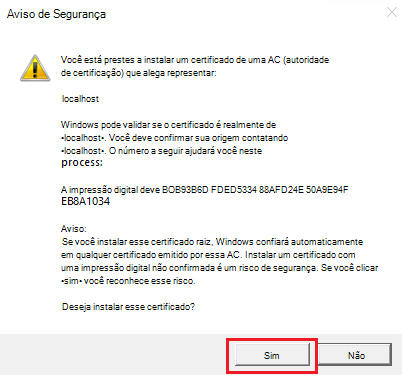 Aviso de Segurança
Você está prestes a instalar um certificado de uma AC (autoridade
de certificação) que alega representar:
localhost
Windows pode validar se o certificado é realmente de
•localhost•. Você deve confirmar sua origem contatando
•localhost•. O número a seguir ajudará você neste
process:
A impressão digital deve BOB93B6D FDED5334 88AFD24E 50A9E94F
EB8A1034
Aviso:
Se você instalar esse certificado raiz, Windows confiará automaticamente
em qualquer certificado emitido por essa AC. Instalar um certificado com
uma impressão digital não confirmada é um risco de segurança. Se você clicar
•sim• você reconhece esse risco.
Deseja instalar esse certificado?
Sim
Não